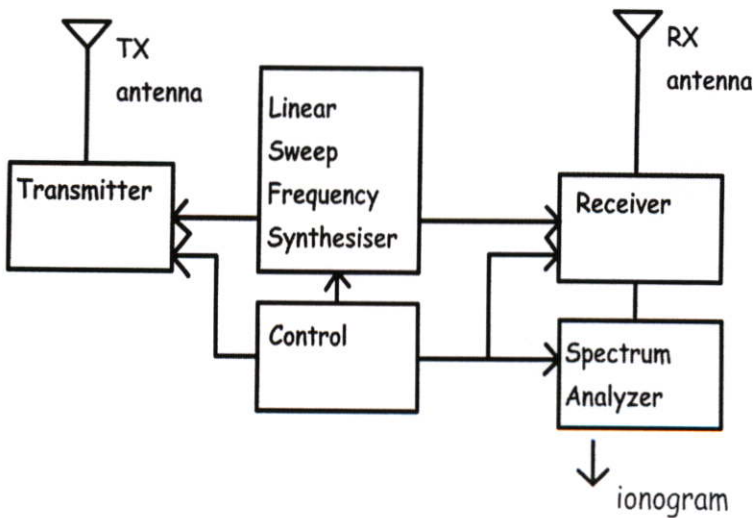 TX
antenna
RX
antenna
Linear
Sweep
Frequency
Synthesiser
Transmitter
Receiver
Control
Spectrum
Analyzer
ionogram